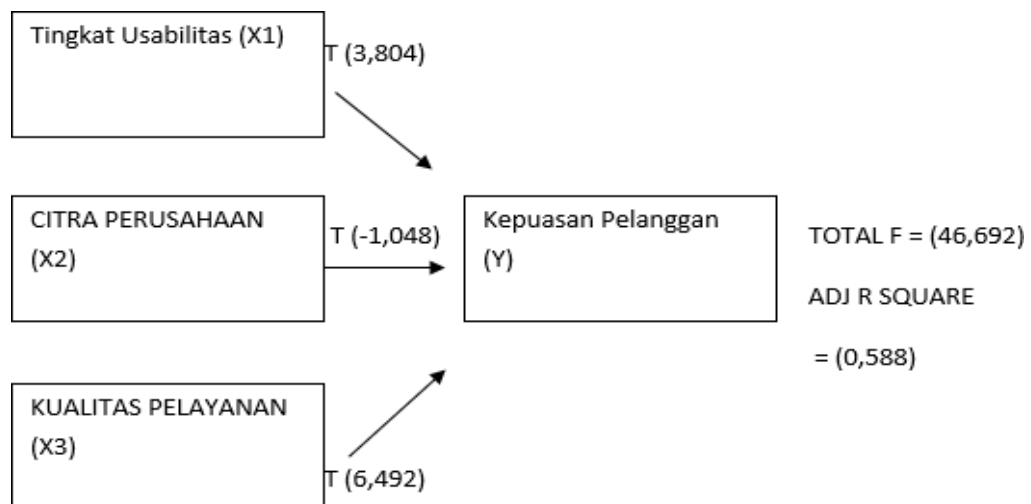 Tingkat Usabilitas (X1)
T (3,804)
CITRA PERUSAHAAN
(X2)
T (-1,048)
Kepuasan Pelanggan
(Y)
TOTAL F = (46,692)
ADJ R SQUARE
= (0,588)
KUALITAS PELAYANAN
(X3)
T (6,492)